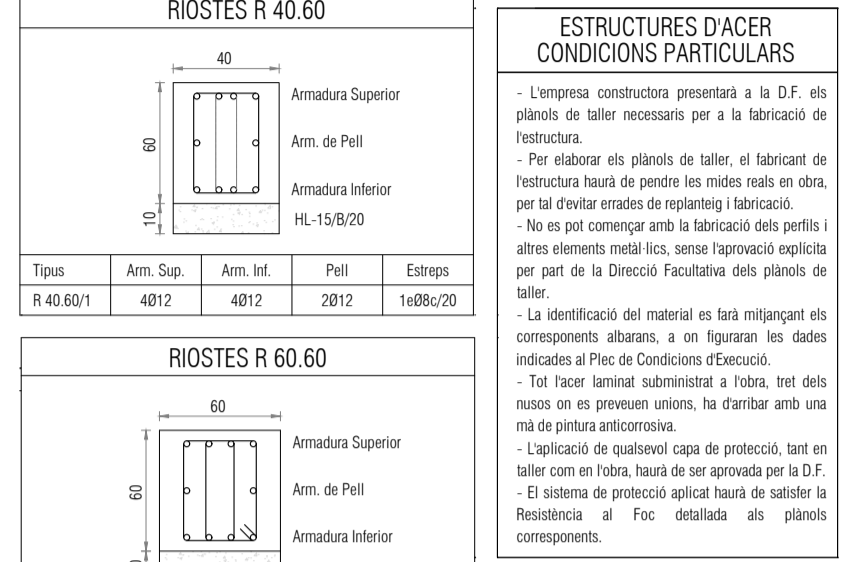 RIOSTES R 40.60
40
Armadura Superior
60
Arm. de Pell
Armadura Inferior
10
HL-15/B/20
Tipus Arm. Sup. Arm. Inf. Pell Estreps
R 40.60/1 4Ø12 4Ø12 2Ø12 1eØ8c/20
RIOSTES R 60.60
60
Armadura Superior
60
Arm. de Pell
Armadura Inferior
ESTRUCTURES D'ACER
CONDICIONS PARTICULARS
- L'empresa constructora presentarà a la D.F. els
plànols de taller necessaris per a la fabricació de
l'estructura.
- Per elaborar els plànols de taller, el fabricant de
l'estructura haurà de pendre les mides reals en obra,
per tal d'evitar errades de replanteig i fabricació.
- No es pot començar amb la fabricació dels perfils i
altres elements metàl·lics, sense l'aprovació explícita
per part de la Direcció Facultativa dels plànols de
taller.
- La identificació del material es farà mitjançant els
corresponents albarans, a on figuraran les dades
indicades al Plec de Condicions d'Execució.
- Tot l'acer laminat subministrat a l'obra, tret dels
nusos on es preveuen unions, ha d'arribar amb una
mà de pintura anticorrosiva.
- L'aplicació de qualsevol capa de protecció, tant en
taller com en l'obra, haurà de ser aprovada per la D.F.
- El sistema de protecció aplicat haurà de satisfer la
Resistència al Foc detallada als plànols
corresponents.